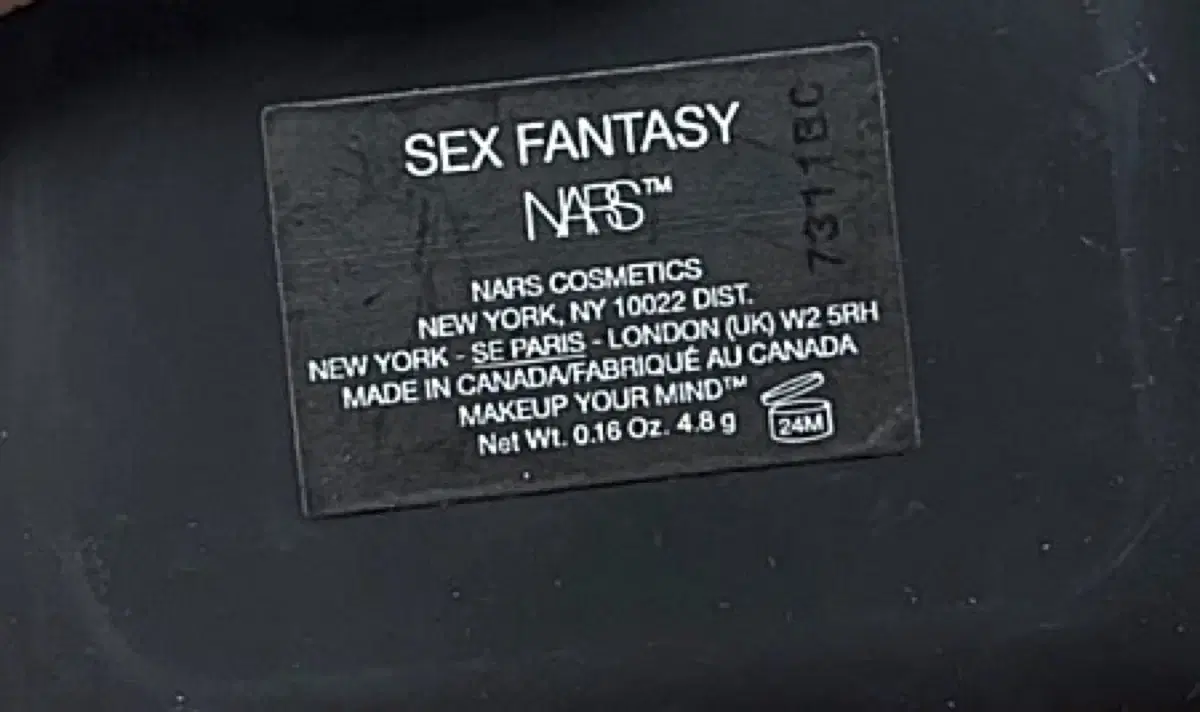 SEX FANTASY
NARS™
NARS COSMETICS
NEW YORK, NY 10022 DIST.
NEW YORK - SE PARIS - LONDON (UK) W2 5RH
MADE IN CANADA/FABRIQUÉ AU CANADA
MAKEUP YOUR MIND™
Net Wt. 0.16 Oz. 4.8 g
24M
7311BC